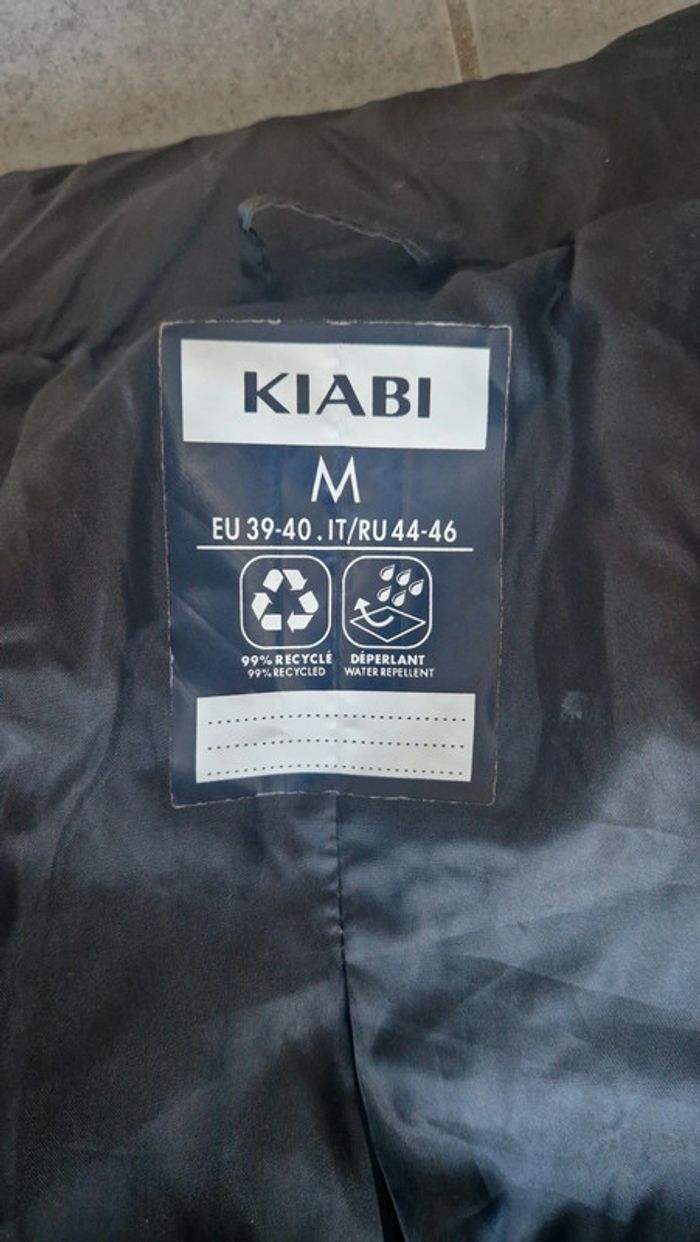 KIABI
M
EU 39-40 . IT/RU 44-46
99% RECYCLÉ DÉPERLANT
99% RECYCLED WATER REPELLENT